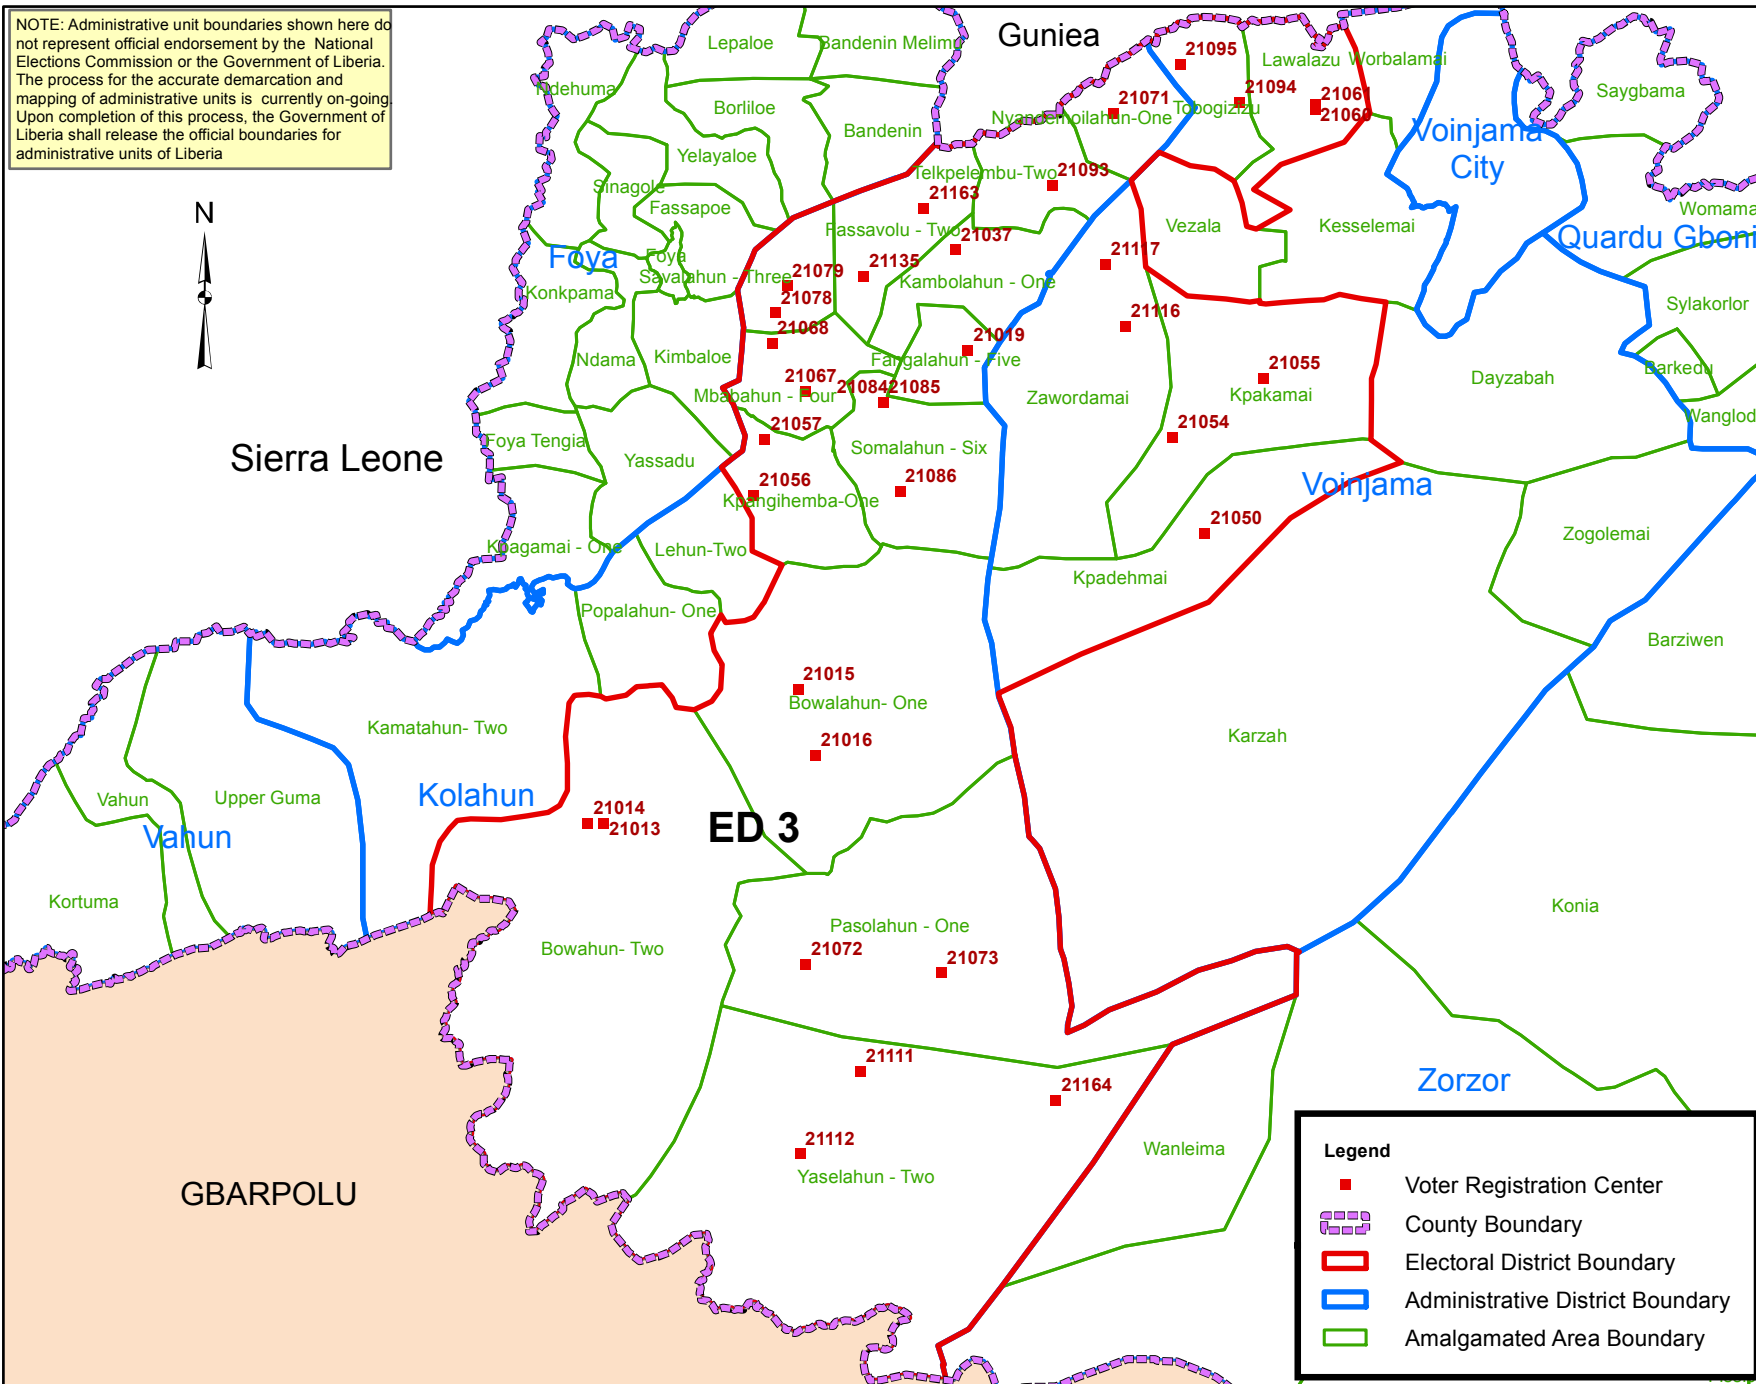 NOTE: Administrative unit boundaries shown here do
not represent official endorsement by the National
Elections Commission or the Government of Liberia.
The process for the accurate demarcation and
mapping of administrative units is currently on-going.
Upon completion of this process, the Government of
Liberia shall release the official boundaries for
administrative units of Liberia
N
Guniea
Sierra Leone
GBARPOLU
ED 3
Foya
Kolahun
Vahun
Voinjama
Voinjama
City
Quardu Gboni
Zorzor
Lepaloe
Bandenin Melimu
Ndehuma
Borliloe
Bandenin
Yelayaloe
Sinagole
Fassapoe
Foya
Savalahun - Three
Konkpama
Ndama
Kimbaloe
Foya Tengia
Yassadu
Kpagamai - One
Lehun-Two
Popalahun- One
Kamatahun- Two
Upper Guma
Vahun
Kortuma
Nyandemoilahun-One
Tobogizizu
Lawalazu
Worbalamai
Saygbama
Telkpelembu-Two
Fassavolu - Two
Kambolahun - One
Fangalahun - Five
Mbabahun - Four
Somalahun - Six
Kpangihemba-One
Vezala
Kesselemai
Womama
Sylakorlor
Barkedu
Wanglod
Dayzabah
Zawordamai
Kpakamai
Kpadehmai
Zogolemai
Barziwen
Bowalahun- One
Karzah
Bowahun- Two
Pasolahun - One
Konia
Yaselahun - Two
Wanleima
21095
21094
21061
21060
21071
21093
21163
21037
21135
21079
21078
21068
21067
21084
21085
21019
21117
21116
21055
21054
21057
21056
21086
21050
21015
21016
21014
21013
21072
21073
21111
21164
21112
Legend
Voter Registration Center
County Boundary
Electoral District Boundary
Administrative District Boundary
Amalgamated Area Boundary